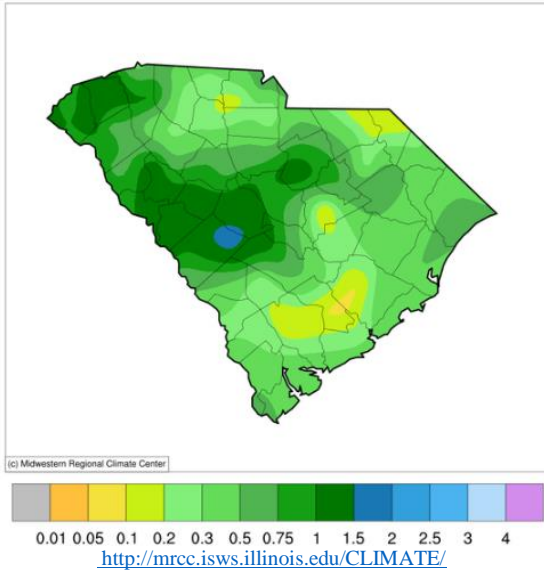 (c) Midwestern Regional Climate Center
0.01 0.05 0.1 0.2 0.3 0.5 0.75 1 1.5 2 2.5 3 4
http://mrcc.isws.illinois.edu/CLIMATE/